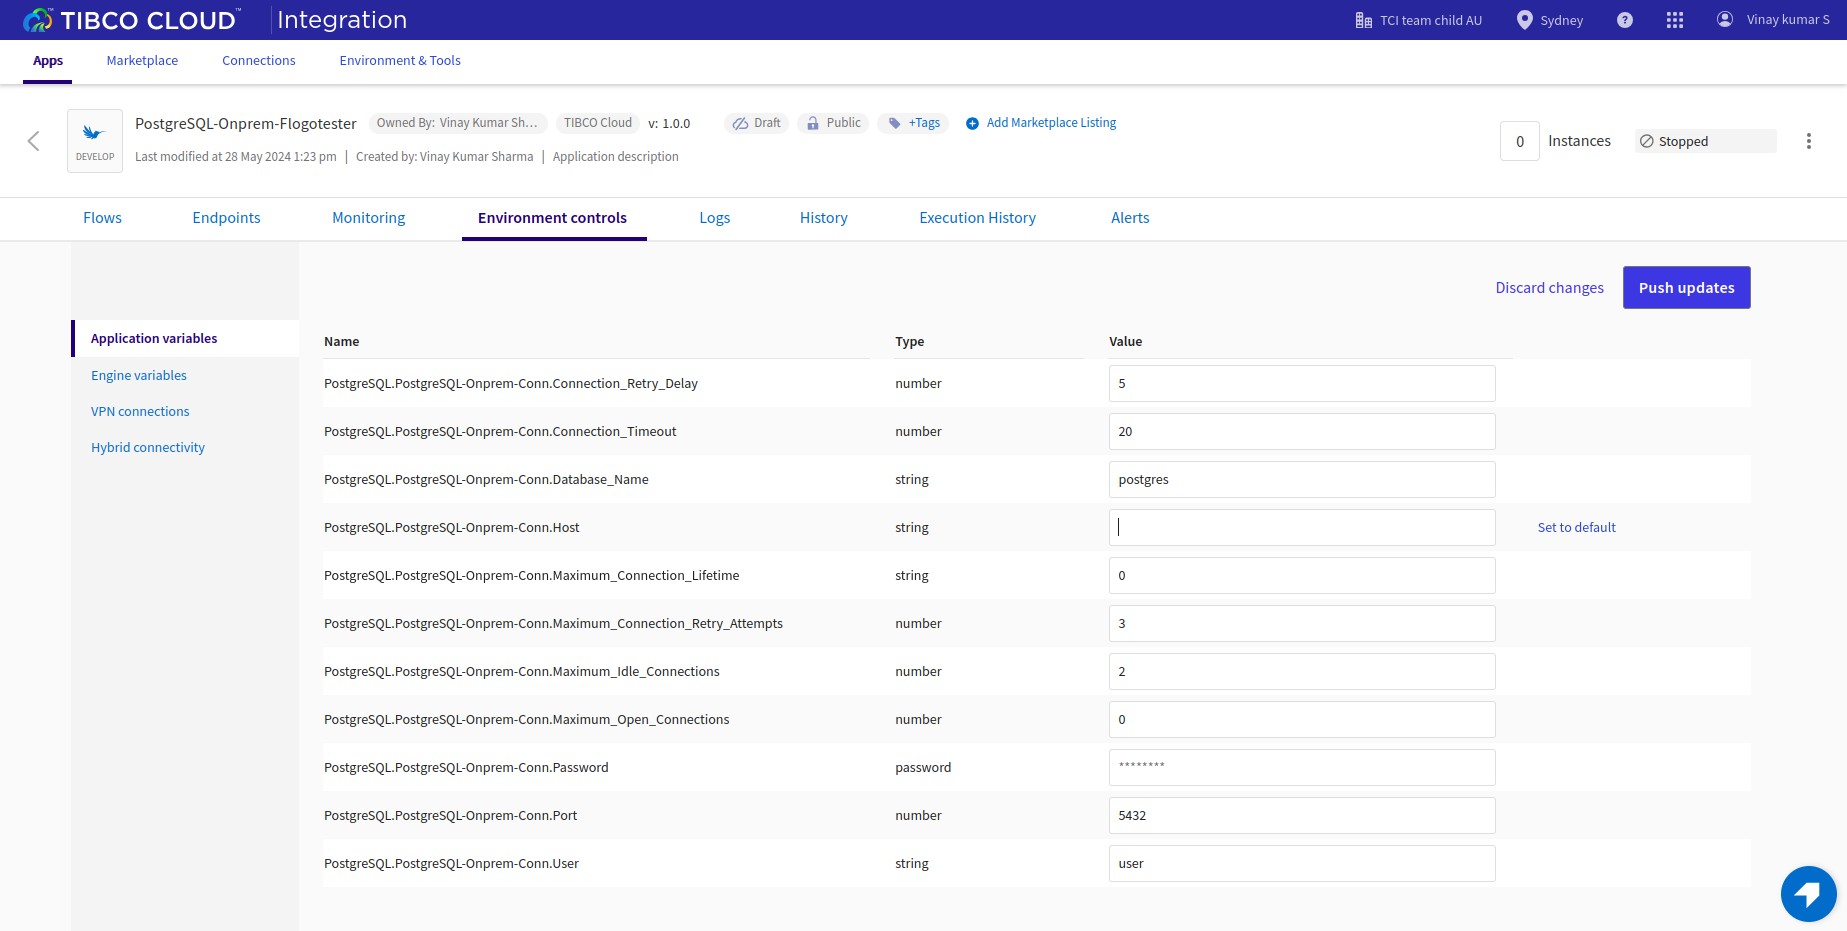 TIBCO CLOUD™ Integration
TCI team child AU
Sydney
?
Vinay kumar S
Apps
Marketplace
Connections
Environment & Tools
DEVELOP
PostgreSQL-Onprem-Flogotester
Owned By: Vinay Kumar Sh...
TIBCO Cloud
v: 1.0.0
Draft
Public
+Tags
Add Marketplace Listing
Last modified at 28 May 2024 1:23 pm | Created by: Vinay Kumar Sharma | Application description
0
Instances
Stopped
Flows
Endpoints
Monitoring
Environment controls
Logs
History
Execution History
Alerts
Discard changes
Push updates
Application variables
Engine variables
VPN connections
Hybrid connectivity
Name Type Value
PostgreSQL.PostgreSQL-Onprem-Conn.Connection_Retry_Delay number 5
PostgreSQL.PostgreSQL-Onprem-Conn.Connection_Timeout number 20
PostgreSQL.PostgreSQL-Onprem-Conn.Database_Name string postgres
PostgreSQL.PostgreSQL-Onprem-Conn.Host string Set to default
PostgreSQL.PostgreSQL-Onprem-Conn.Maximum_Connection_Lifetime string 0
PostgreSQL.PostgreSQL-Onprem-Conn.Maximum_Connection_Retry_Attempts number 3
PostgreSQL.PostgreSQL-Onprem-Conn.Maximum_Idle_Connections number 2
PostgreSQL.PostgreSQL-Onprem-Conn.Maximum_Open_Connections number 0
PostgreSQL.PostgreSQL-Onprem-Conn.Password password ********
PostgreSQL.PostgreSQL-Onprem-Conn.Port number 5432
PostgreSQL.PostgreSQL-Onprem-Conn.User string user